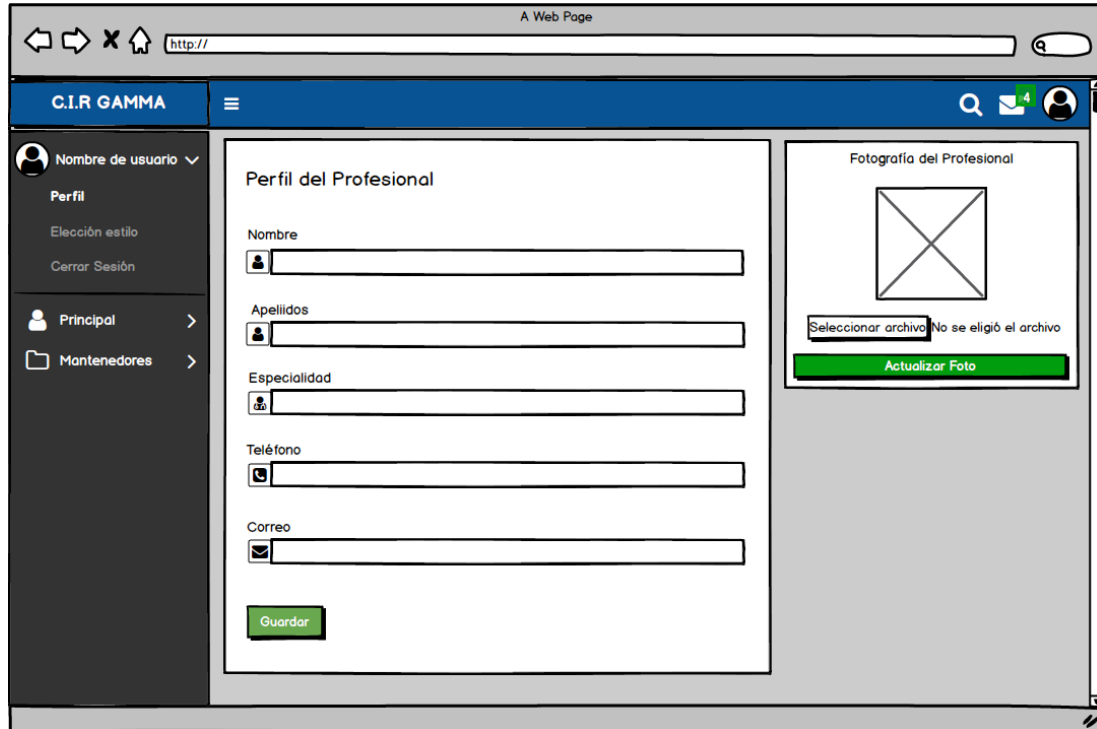 A Web Page
http://
C.I.R GAMMA
4
Nombre de usuario
Perfil
Elección estilo
Cerrar Sesión
Principal
Mantenedores
Perfil del Profesional
Nombre
Apeliidos
Especialidad
Teléfono
Correo
Guardar
Fotografía del Profesional
Seleccionar archivo No se eligió el archivo
Actualizar Foto